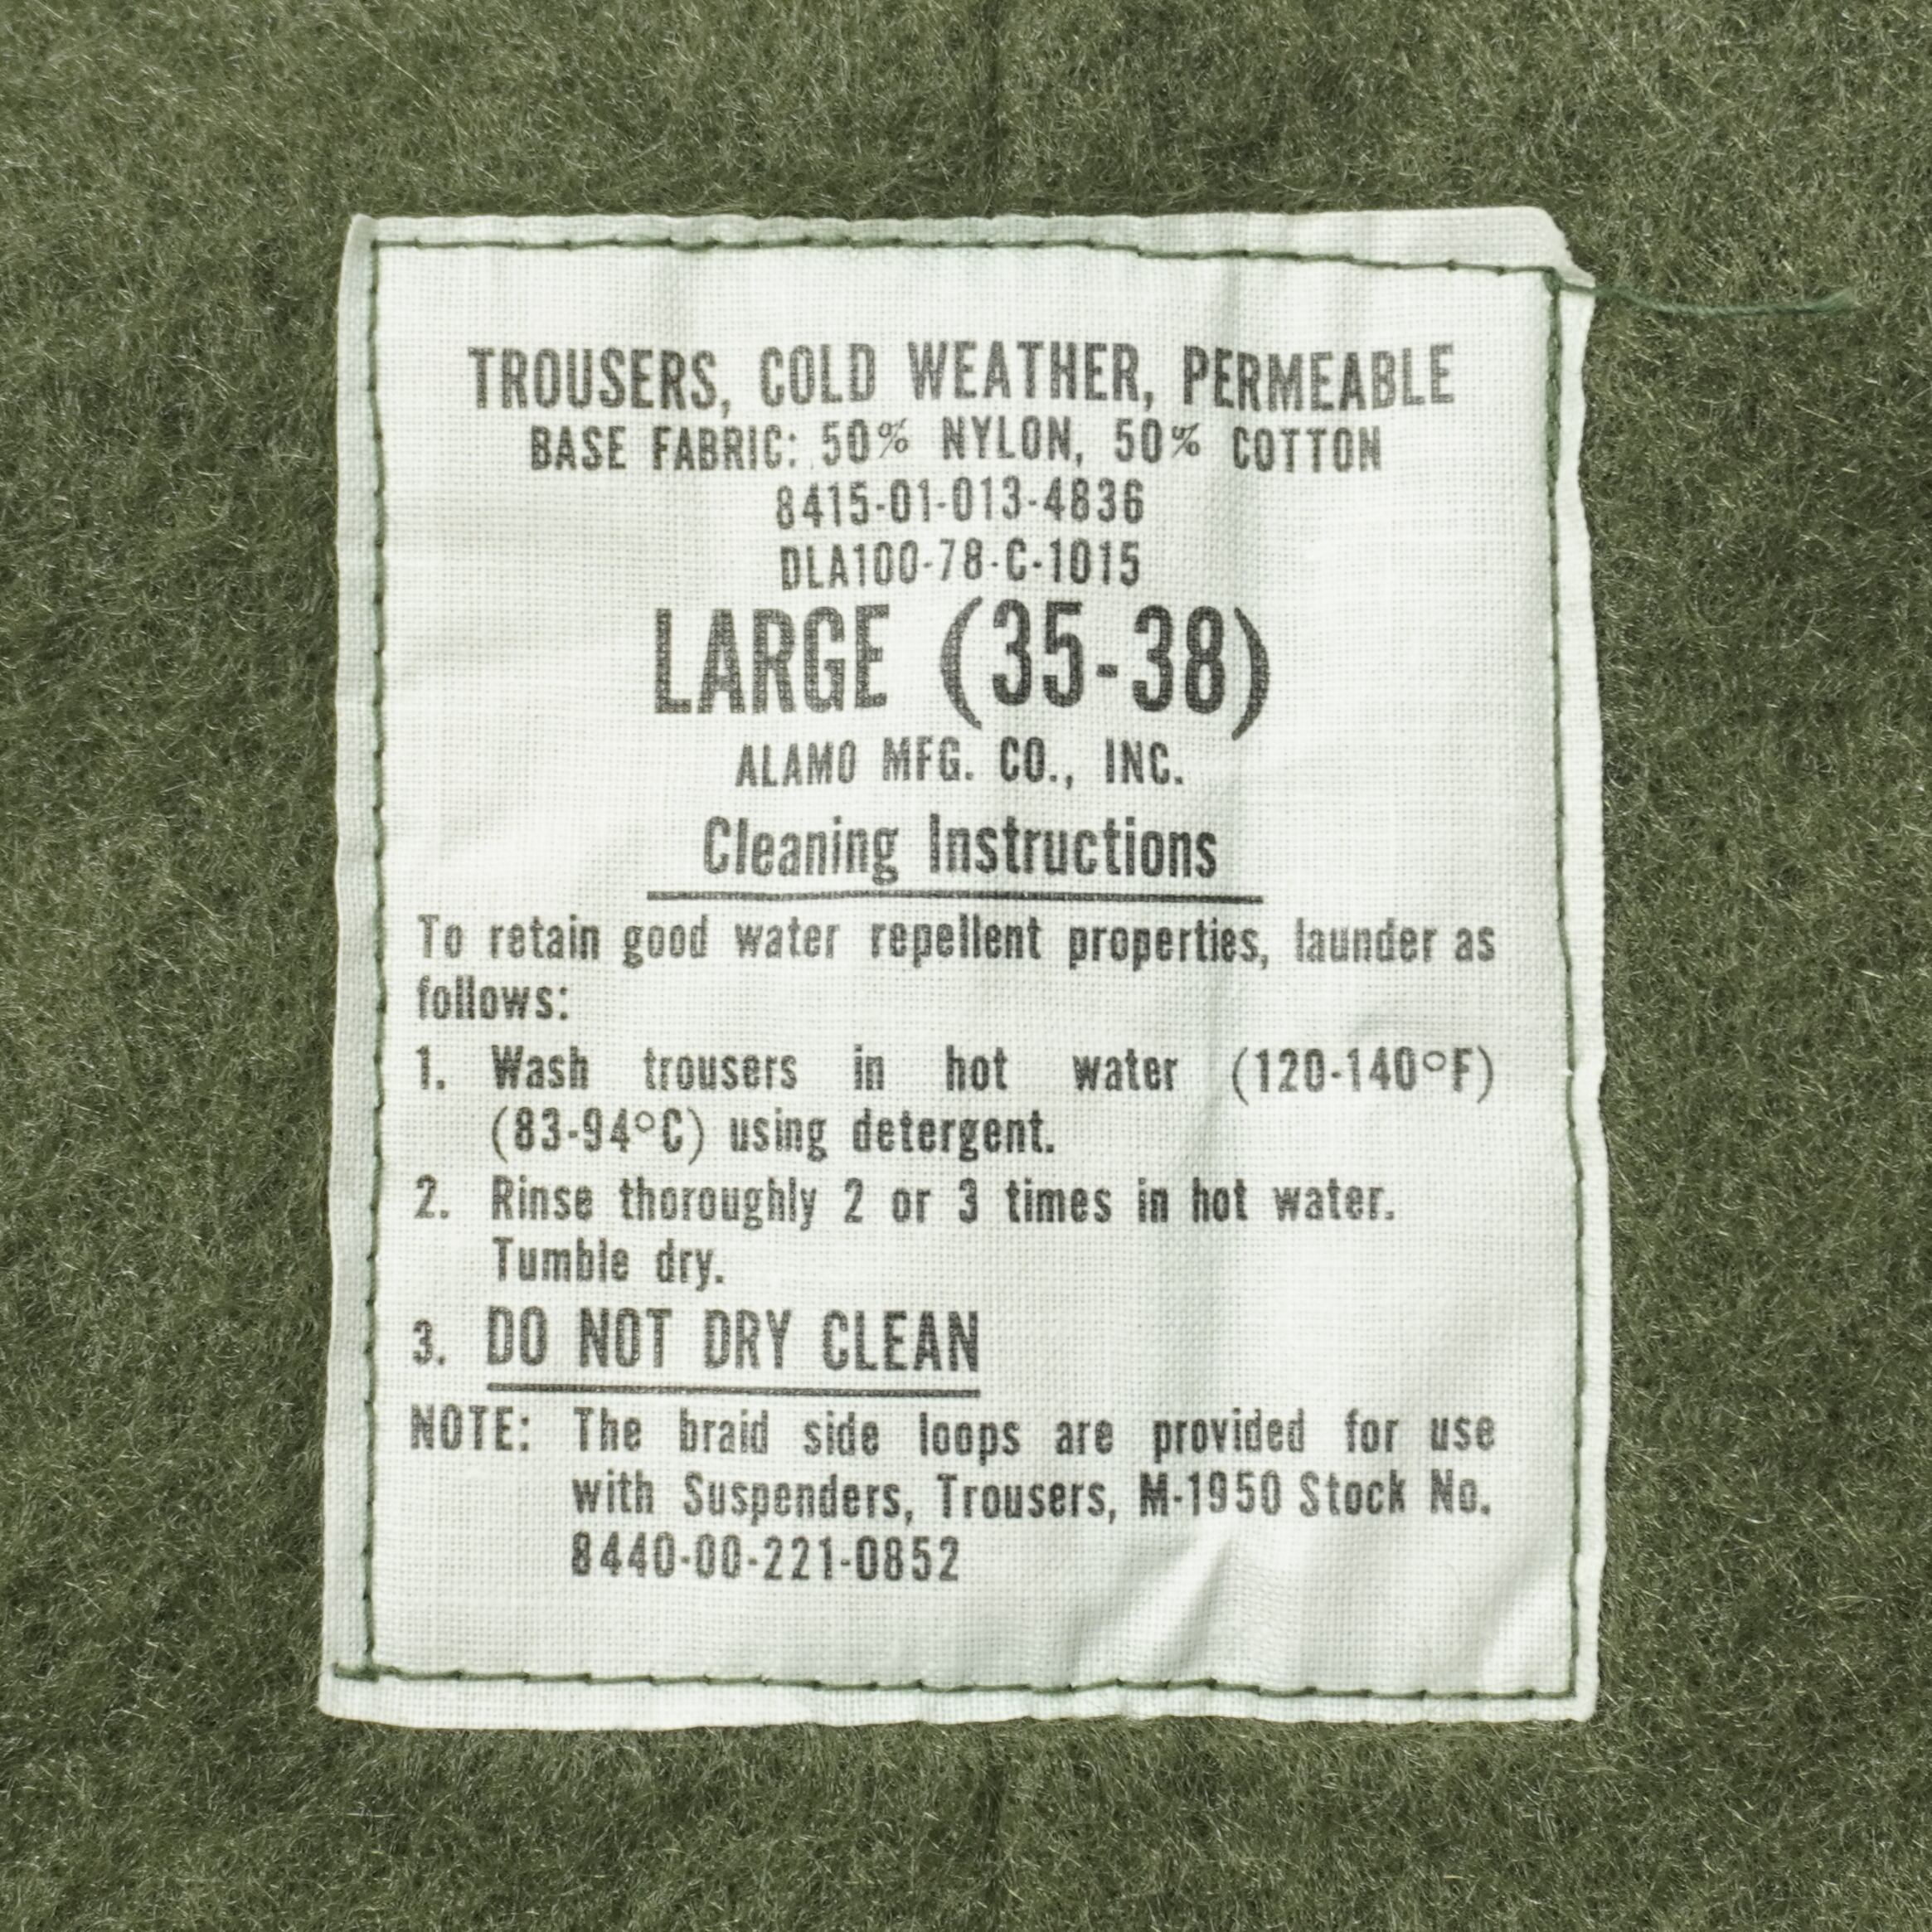 TROUSERS, COLD WEATHER, PERMEABLE
BASE FABRIC: 50% NYLON, 50% COTTON
8415-01-013-4836
DLA100-78-C-1015
LARGE (35-38)
ALAMO MFG. CO., INC.
Cleaning Instructions
To retain good water repellent properties, launder as
follows:
1. Wash trousers in hot water (120-140°F)
(83-94°C) using detergent.
2. Rinse thoroughly 2 or 3 times in hot water.
Tumble dry.
3. DO NOT DRY CLEAN
NOTE: The braid side loops are provided for use
with Suspenders, Trousers, M-1950 Stock No.
8440-00-221-0852